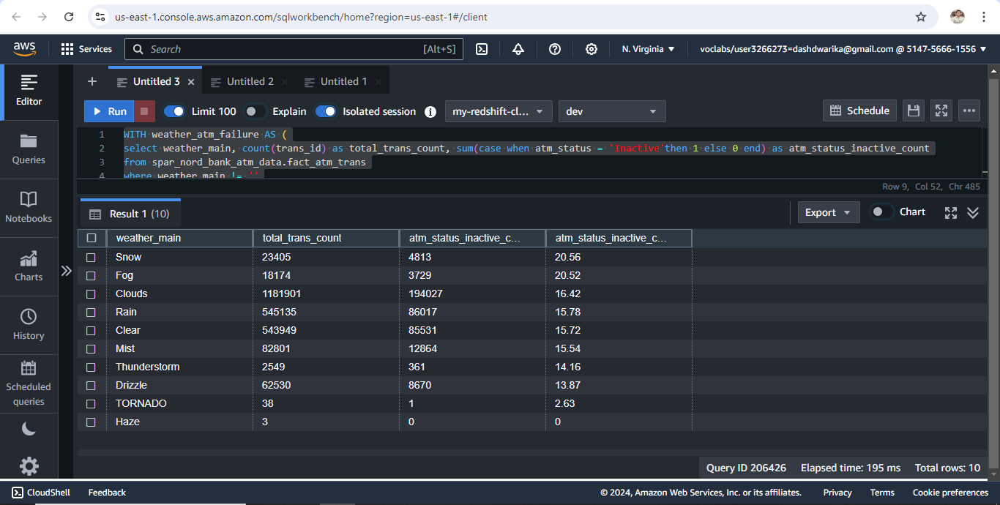 us-east-1.console.aws.amazon.com/sqlworkbench/home?region=us-east-1#/client
aws Services Search [Alt+S] N. Virginia voclabs/user3266273=dashdwarika@gmail.com @ 5147-5666-1556
Editor
Queries
Notebooks
Charts
History
Scheduled
queries
+ Untitled 3 × Untitled 2 × Untitled 1 ×
Run Limit 100 Explain Isolated session i my-redshift-cl... dev Schedule
1 WITH weather_atm_failure AS (
2 select weather_main, count(trans_id) as total_trans_count, sum(case when atm_status = 'Inactive'then 1 else 0 end) as atm_status_inactive_count
3 from spar_nord_bank_atm_data.fact_atm_trans
4 where weather_main != ''
Row 9, Col 52, Chr 485
Result 1 (10) Export Chart
weather_main total_trans_count atm_status_inactive_c... atm_status_inactive_c...
Snow 23405 4813 20.56
Fog 18174 3729 20.52
Clouds 1181901 194027 16.42
Rain 545135 86017 15.78
Clear 543949 85531 15.72
Mist 82801 12864 15.54
Thunderstorm 2549 361 14.16
Drizzle 62530 8670 13.87
TORNADO 38 1 2.63
Haze 3 0 0
Query ID 206426 Elapsed time: 195 ms Total rows: 10
CloudShell Feedback © 2024, Amazon Web Services, Inc. or its affiliates. Privacy Terms Cookie preferences